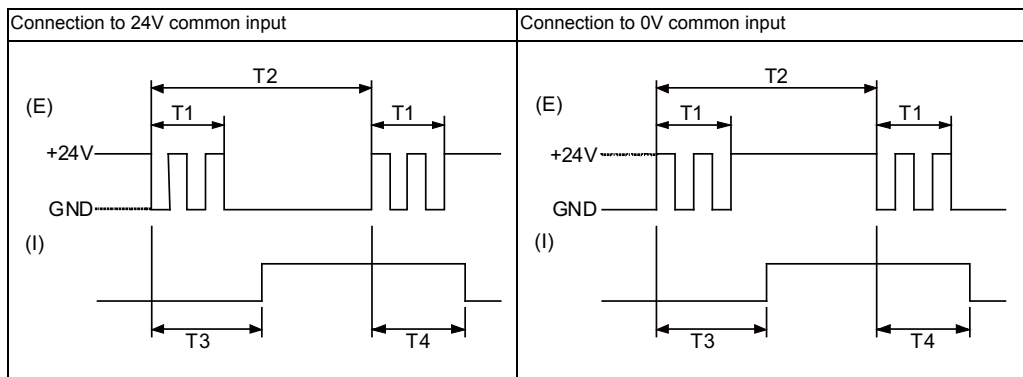 Connection to 24V common input
Connection to 0V common input
T2
(E)
T1
T1
+24V
GND
(I)
T3
T4
T2
(E)
T1
T1
+24V
GND
(I)
T3
T4